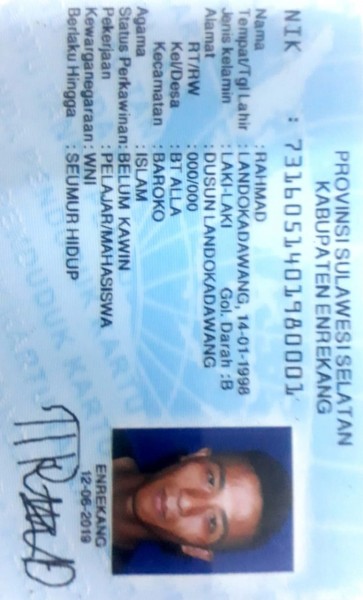 PROVINSI SULAWESI SELATAN
KABUPATEN ENREKANG
NIK : 7316051401980001
Nama : RAHMAD
Tempat/Tgl Lahir : LANDOKADAWANG, 14-01-1998
Jenis kelamin : LAKI-LAKI Gol. Darah : B
Alamat : DUSUN LANDOKADAWANG
RT/RW : 000/000
Kel/Desa : BT ALLA
Kecamatan : BAROKO
Agama : ISLAM
Status Perkawinan: BELUM KAWIN
Pekerjaan : PELAJAR/MAHASISWA
Kewarganegaraan : WNI
Berlaku Hingga : SEUMUR HIDUP
ENREKANG
12-06-2019